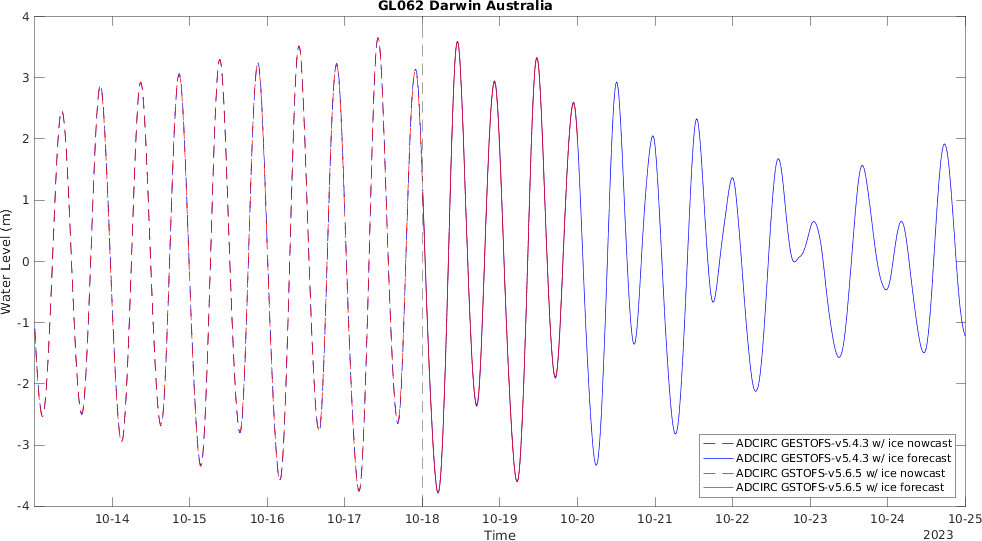 GL062 Darwin Australia
4
3
2
1
0
-1
-2
-3
-4
Water Level (m)
ADCIRC GESTOFS-v5.4.3 w/ ice nowcast
ADCIRC GESTOFS-v5.4.3 w/ ice forecast
ADCIRC GSTOFS-v5.6.5 w/ ice nowcast
ADCIRC GSTOFS-v5.6.5 w/ ice forecast
10-14 10-15 10-16 10-17 10-18 10-19 10-20 10-21 10-22 10-23 10-24 10-25
Time
2023